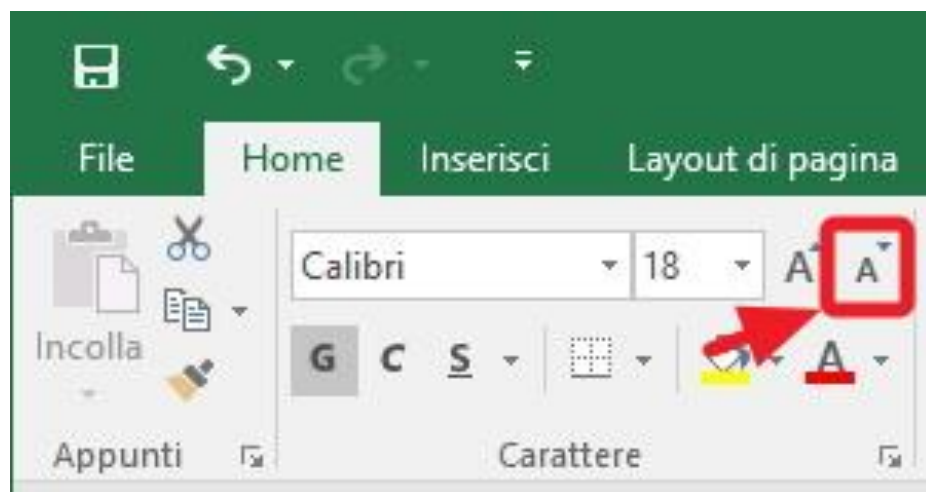 File Home Inserisci Layout di pagina
Calibri 18 A A
Incolla
G C S A
Appunti Carattere